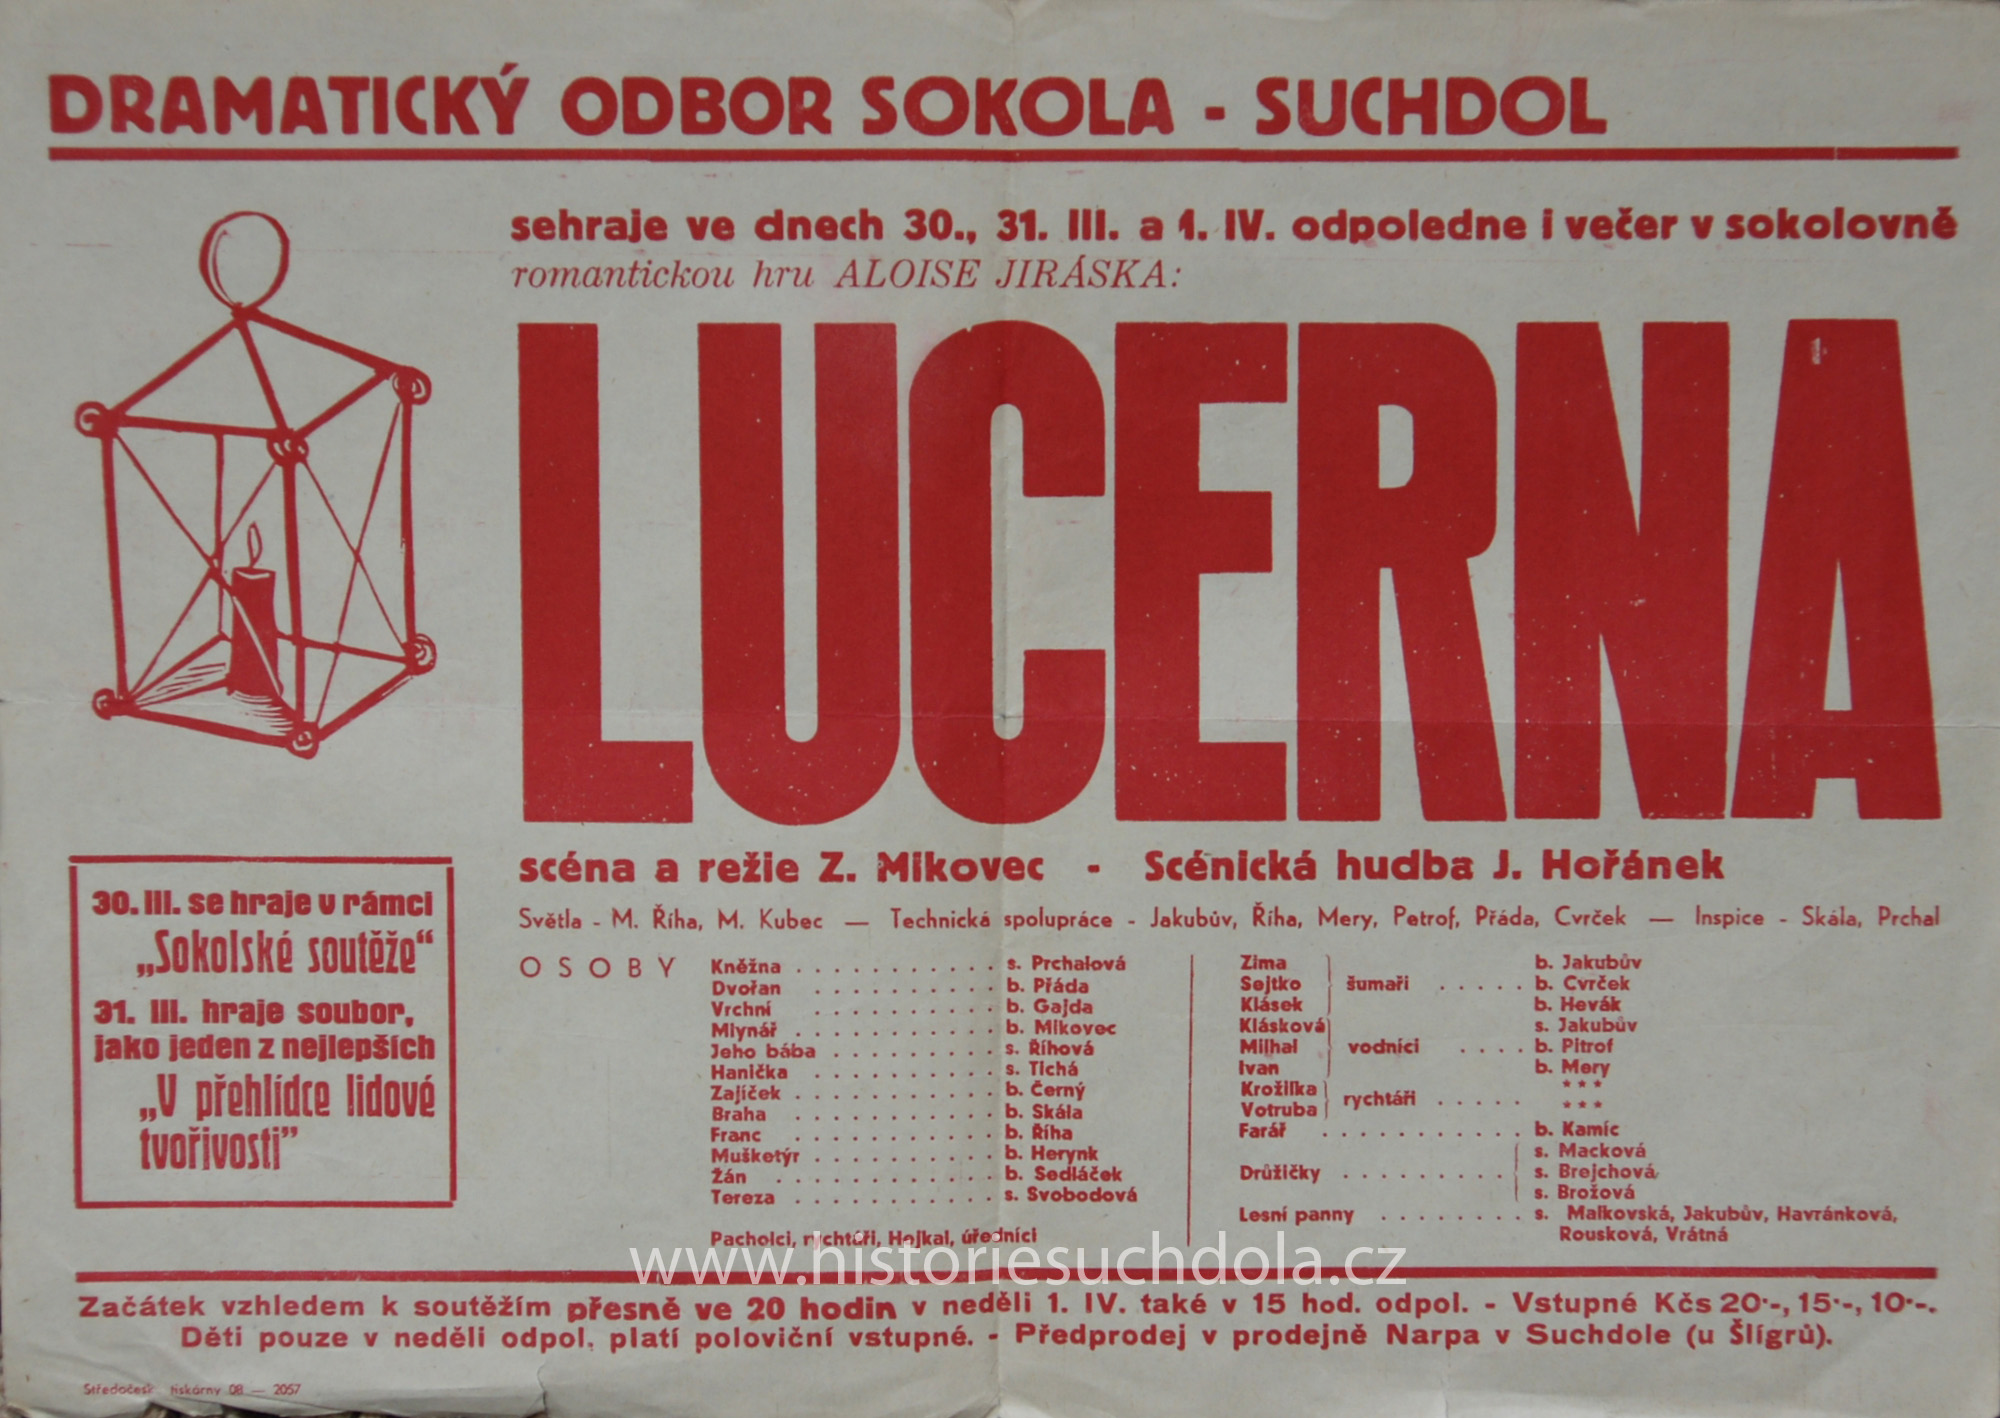 DRAMATICKÝ ODBOR SOKOLA - SUCHDOL
sehraje ve dnech 30., 31. III. a 1. IV. odpoledne i večer v sokolovně
romantickou hru ALOISE JIRÁSKA:
LUCERNA
scéna a režie Z. Mikovec - Scénická hudba J. Hořánek
Světla - M. Říha, M. Kubec — Technická spolupráce - Jakubův, Říha, Mery, Petrof, Přáda, Cvrček — Inspice - Skála, Prchal
30. III. se hraje v rámci
„Sokolské soutěže“
31. III. hraje soubor,
jako jeden z nejlepších
„V přehlídce lidové
tvořivosti”
OSOBY
Kněžna . . . . . . . . . . s. Prchalová
Dvořan . . . . . . . . . . b. Přáda
Vrchní . . . . . . . . . . b. Gajda
Mlynář . . . . . . . . . . b. Mikovec
Jeho bába . . . . . . . . . s. Říhová
Hanička . . . . . . . . . . s. Tichá
Zajíček . . . . . . . . . . b. Černý
Braha . . . . . . . . . . b. Skála
Franc . . . . . . . . . . b. Říha
Mušketýr . . . . . . . . . b. Herynk
Žán . . . . . . . . . . . b. Sedláček
Tereza . . . . . . . . . . s. Svobodová
Pacholci, rychtáři, Hejkal, úředníci
Zima b. Jakubův
Sejtko šumaři . . . . . b. Cvrček
Klásek b. Hevák
Klásková s. Jakubův
Milhal vodníci . . . . b. Pitrof
Ivan b. Mery
Krožilka * * *
rychtáři . . . . .
Votruba * * *
Farář . . . . . . . . . . b. Kamíc
s. Macková
Družičky . . . . . . . . s. Brejchová
s. Brožová
Lesní panny . . . . . . . s. Malkovská, Jakubův, Havránková,
Rousková, Vrátná
www.historiesuchdola.cz
Začátek vzhledem k soutěžím přesně ve 20 hodin v neděli 1. IV. také v 15 hod. odpol. - Vstupné Kčs 20·-, 15·-, 10·-.
Děti pouze v neděli odpol. platí poloviční vstupné. - Předprodej v prodejně Narpa v Suchdole (u Šlígrů).
Středočesk tiskárny 08 — 2057